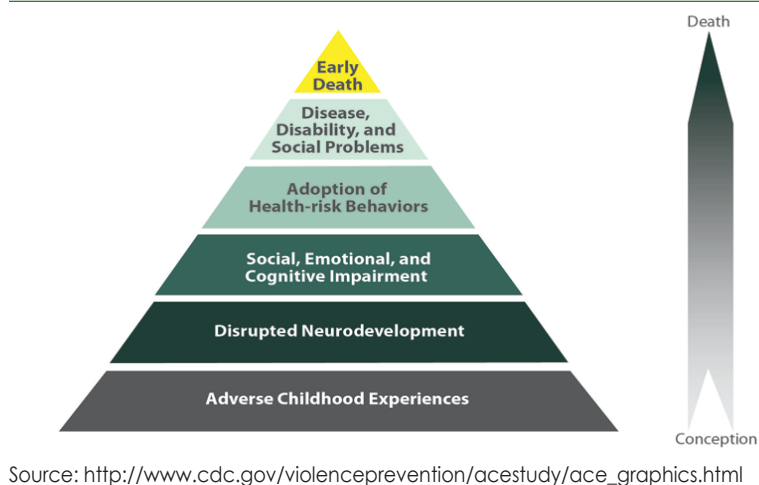 Death
Early
Death
Disease,
Disability, and
Social Problems
Adoption of
Health-risk Behaviors
Social, Emotional, and
Cognitive Impairment
Disrupted Neurodevelopment
Adverse Childhood Experiences
Conception
Source: http://www.cdc.gov/violenceprevention/acestudy/ace_graphics.html